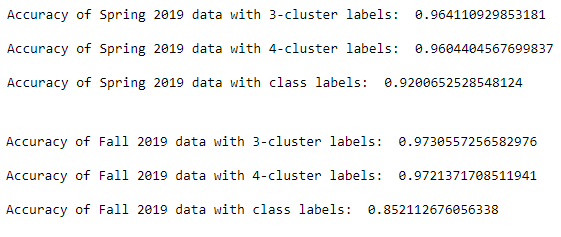 Accuracy of Spring 2019 data with 3-cluster labels:  0.964110929853181
Accuracy of Spring 2019 data with 4-cluster labels:  0.9604404567699837
Accuracy of Spring 2019 data with class labels:  0.9200652528548124
Accuracy of Fall 2019 data with 3-cluster labels:  0.9730557256582976
Accuracy of Fall 2019 data with 4-cluster labels:  0.9721371708511941
Accuracy of Fall 2019 data with class labels:  0.852112676056338